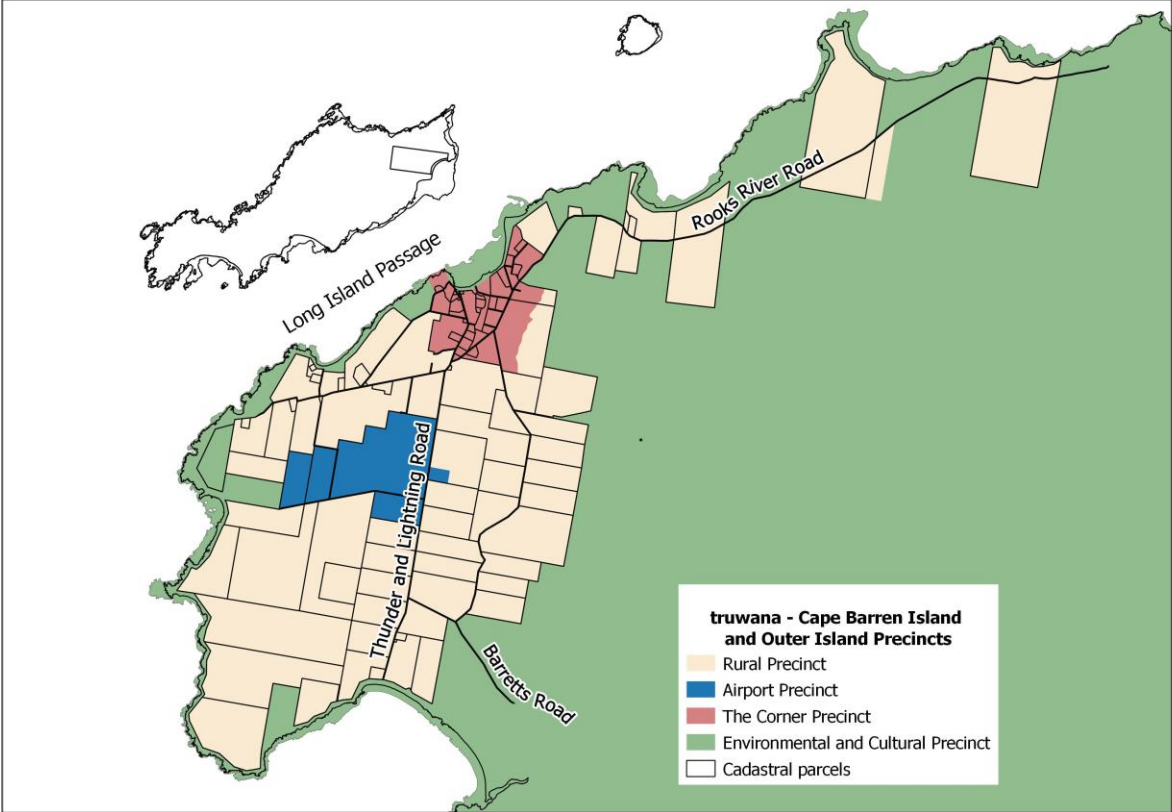 Rooks River Road
Long Island Passage
Thunder and Lightning Road
Barretts Road
truwana - Cape Barren Island
and Outer Island Precincts
Rural Precinct
Airport Precinct
The Corner Precinct
Environmental and Cultural Precinct
Cadastral parcels